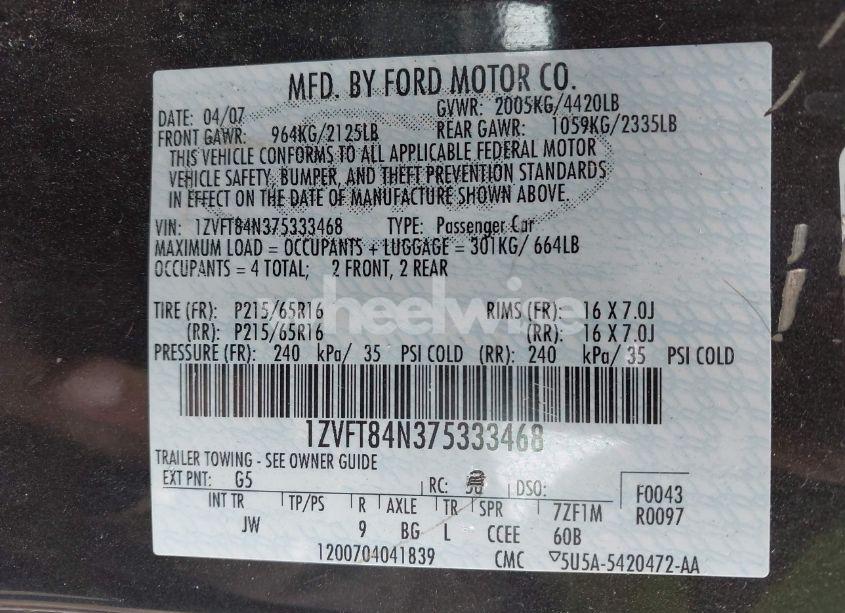 MFD. BY FORD MOTOR CO.
DATE: 04/07 GVWR: 2005KG/4420LB
FRONT GAWR: 964KG/2125LB REAR GAWR: 1059KG/2335LB
THIS VEHICLE CONFORMS TO ALL APPLICABLE FEDERAL MOTOR
VEHICLE SAFETY, BUMPER, AND THEFT PREVENTION STANDARDS
IN EFFECT ON THE DATE OF MANUFACTURE SHOWN ABOVE.
VIN: 1ZVFT84N375333468 TYPE: Passenger Car
MAXIMUM LOAD = OCCUPANTS + LUGGAGE = 301KG/ 664LB
OCCUPANTS = 4 TOTAL; 2 FRONT, 2 REAR
wheelwise
TIRE (FR): P215/65R16 RIMS (FR): 16 X 7.0J
(RR): P215/65R16 (RR): 16 X 7.0J
PRESSURE (FR): 240 kPa/ 35 PSI COLD (RR): 240 kPa/ 35 PSI COLD
1ZVFT84N375333468
TRAILER TOWING - SEE OWNER GUIDE
EXT PNT: G5 RC: DSO: F0043
INT TR TP/PS R AXLE TR SPR 7ZF1M R0097
JW 9 BG L CCEE 60B
1200704041839 CMC ▽5U5A-5420472-AA